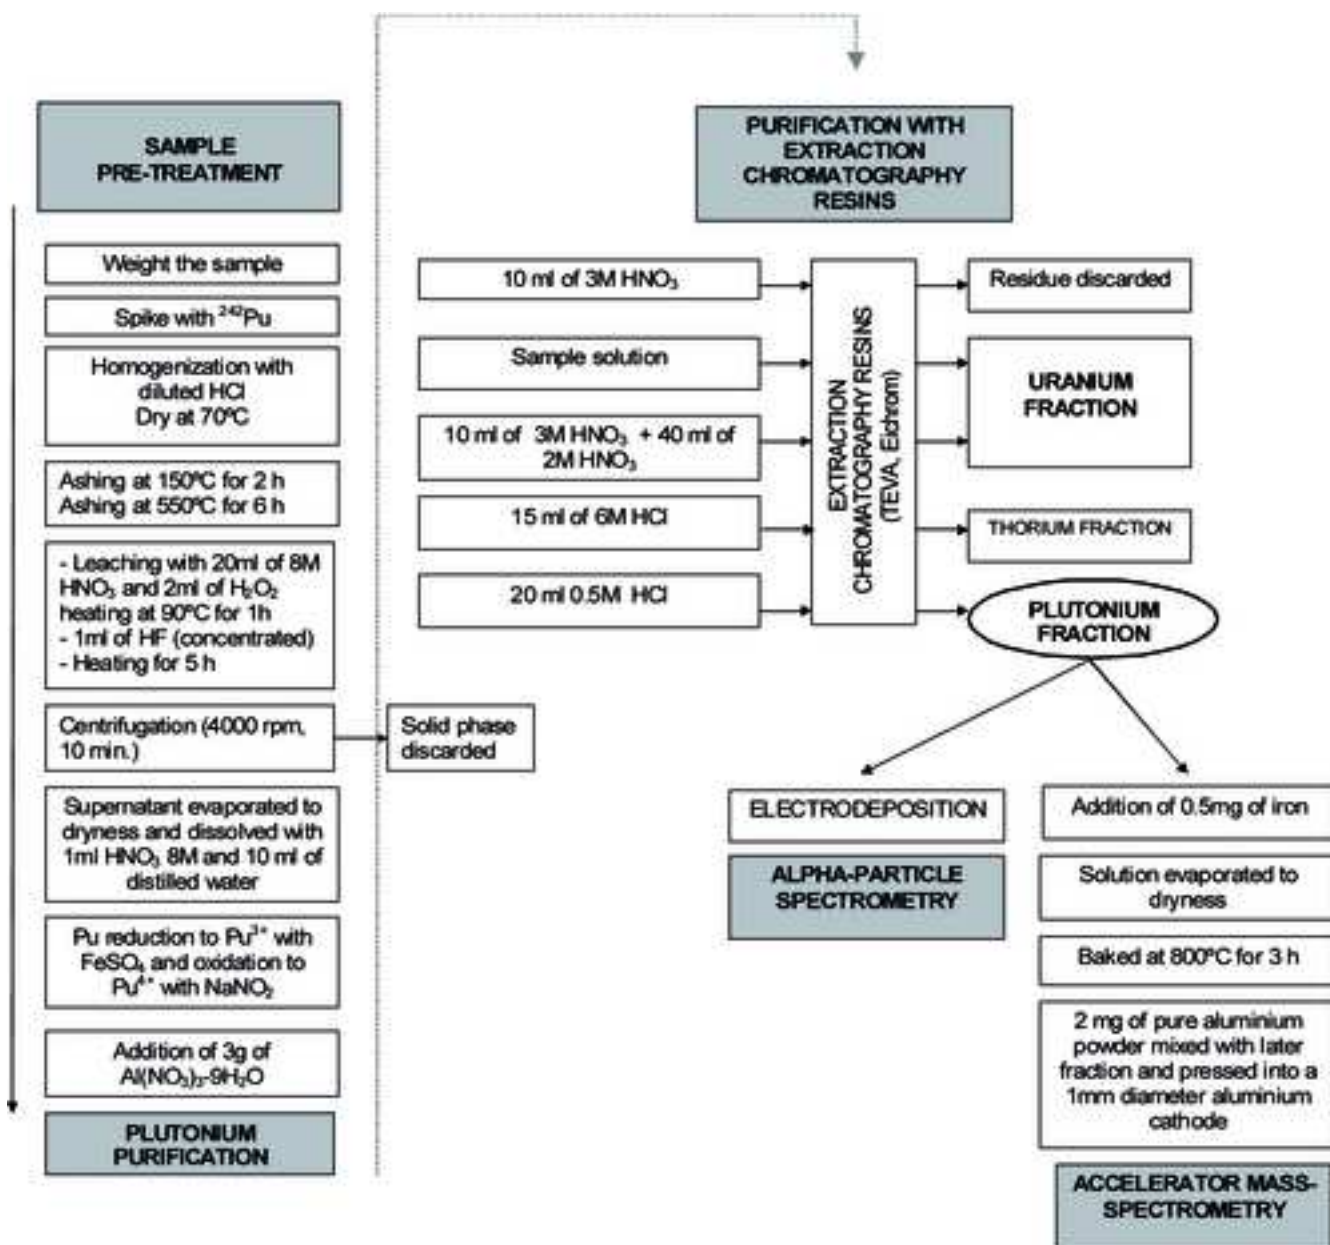 SAMPLE
PRE-TREATMENT
Weight the sample
Spike with ²⁴²Pu
Homogenization with
diluted HCl
Dry at 70ºC
Ashing at 150ºC for 2 h
Ashing at 550ºC for 6 h
- Leaching with 20ml of 8M
HNO₃ and 2ml of H₂O₂
heating at 90ºC for 1h
- 1ml of HF (concentrated)
- Heating for 5 h
Centrifugation (4000 rpm,
10 min.)
Solid phase
discarded
Supernatant evaporated to
dryness and dissolved with
1ml HNO₃ 8M and 10 ml of
distilled water
Pu reduction to Pu³⁺ with
FeSO₄ and oxidation to
Pu⁴⁺ with NaNO₂
Addition of 3g of
Al(NO₃)₃-9H₂O
PLUTONIUM
PURIFICATION
PURIFICATION WITH
EXTRACTION
CHROMATOGRAPHY
RESINS
10 ml of 3M HNO₃
Sample solution
10 ml of 3M HNO₃ + 40 ml of
2M HNO₃
15 ml of 6M HCl
20 ml 0.5M HCl
EXTRACTION
CHROMATOGRAPHY RESINS
(TEVA, Eichrom)
Residue discarded
URANIUM
FRACTION
THORIUM FRACTION
PLUTONIUM
FRACTION
ELECTRODEPOSITION
ALPHA-PARTICLE
SPECTROMETRY
Addition of 0.5mg of iron
Solution evaporated to
dryness
Baked at 800ºC for 3 h
2 mg of pure aluminium
powder mixed with later
fraction and pressed into a
1mm diameter aluminium
cathode
ACCELERATOR MASS-
SPECTROMETRY